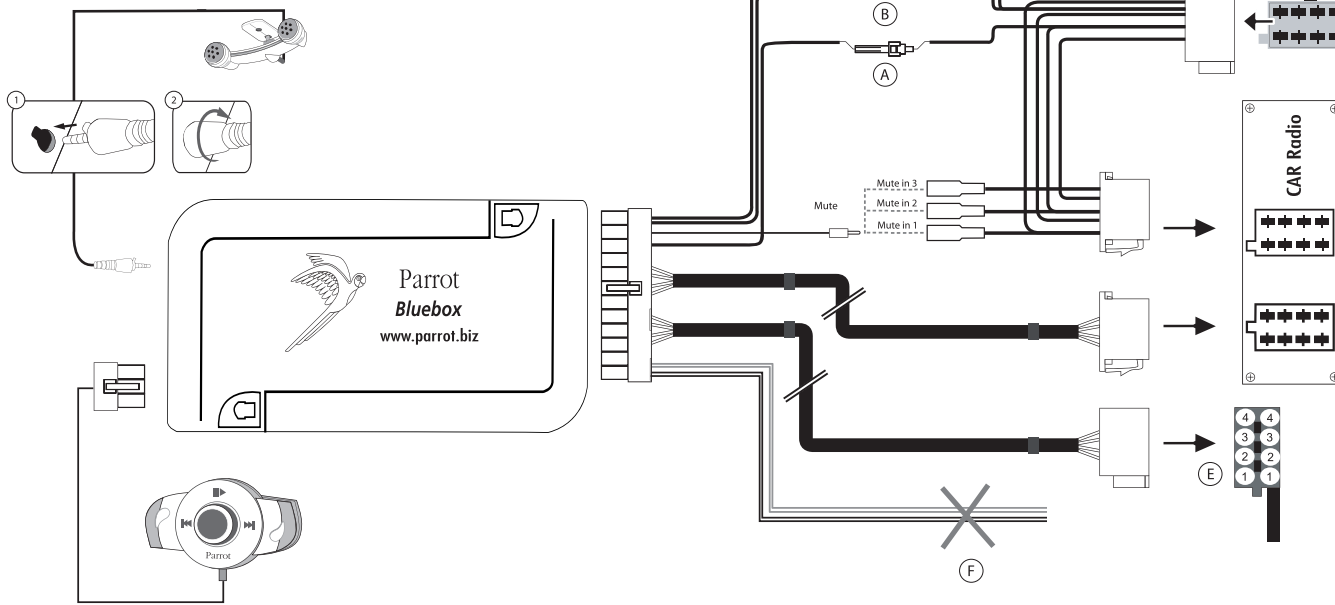 B
A
1
2
CAR Radio
Mute in 3
Mute
Mute in 2
Mute in 1
Parrot
Bluebox
www.parrot.biz
4 4
3 3
2 2
1 1
E
Parrot
F